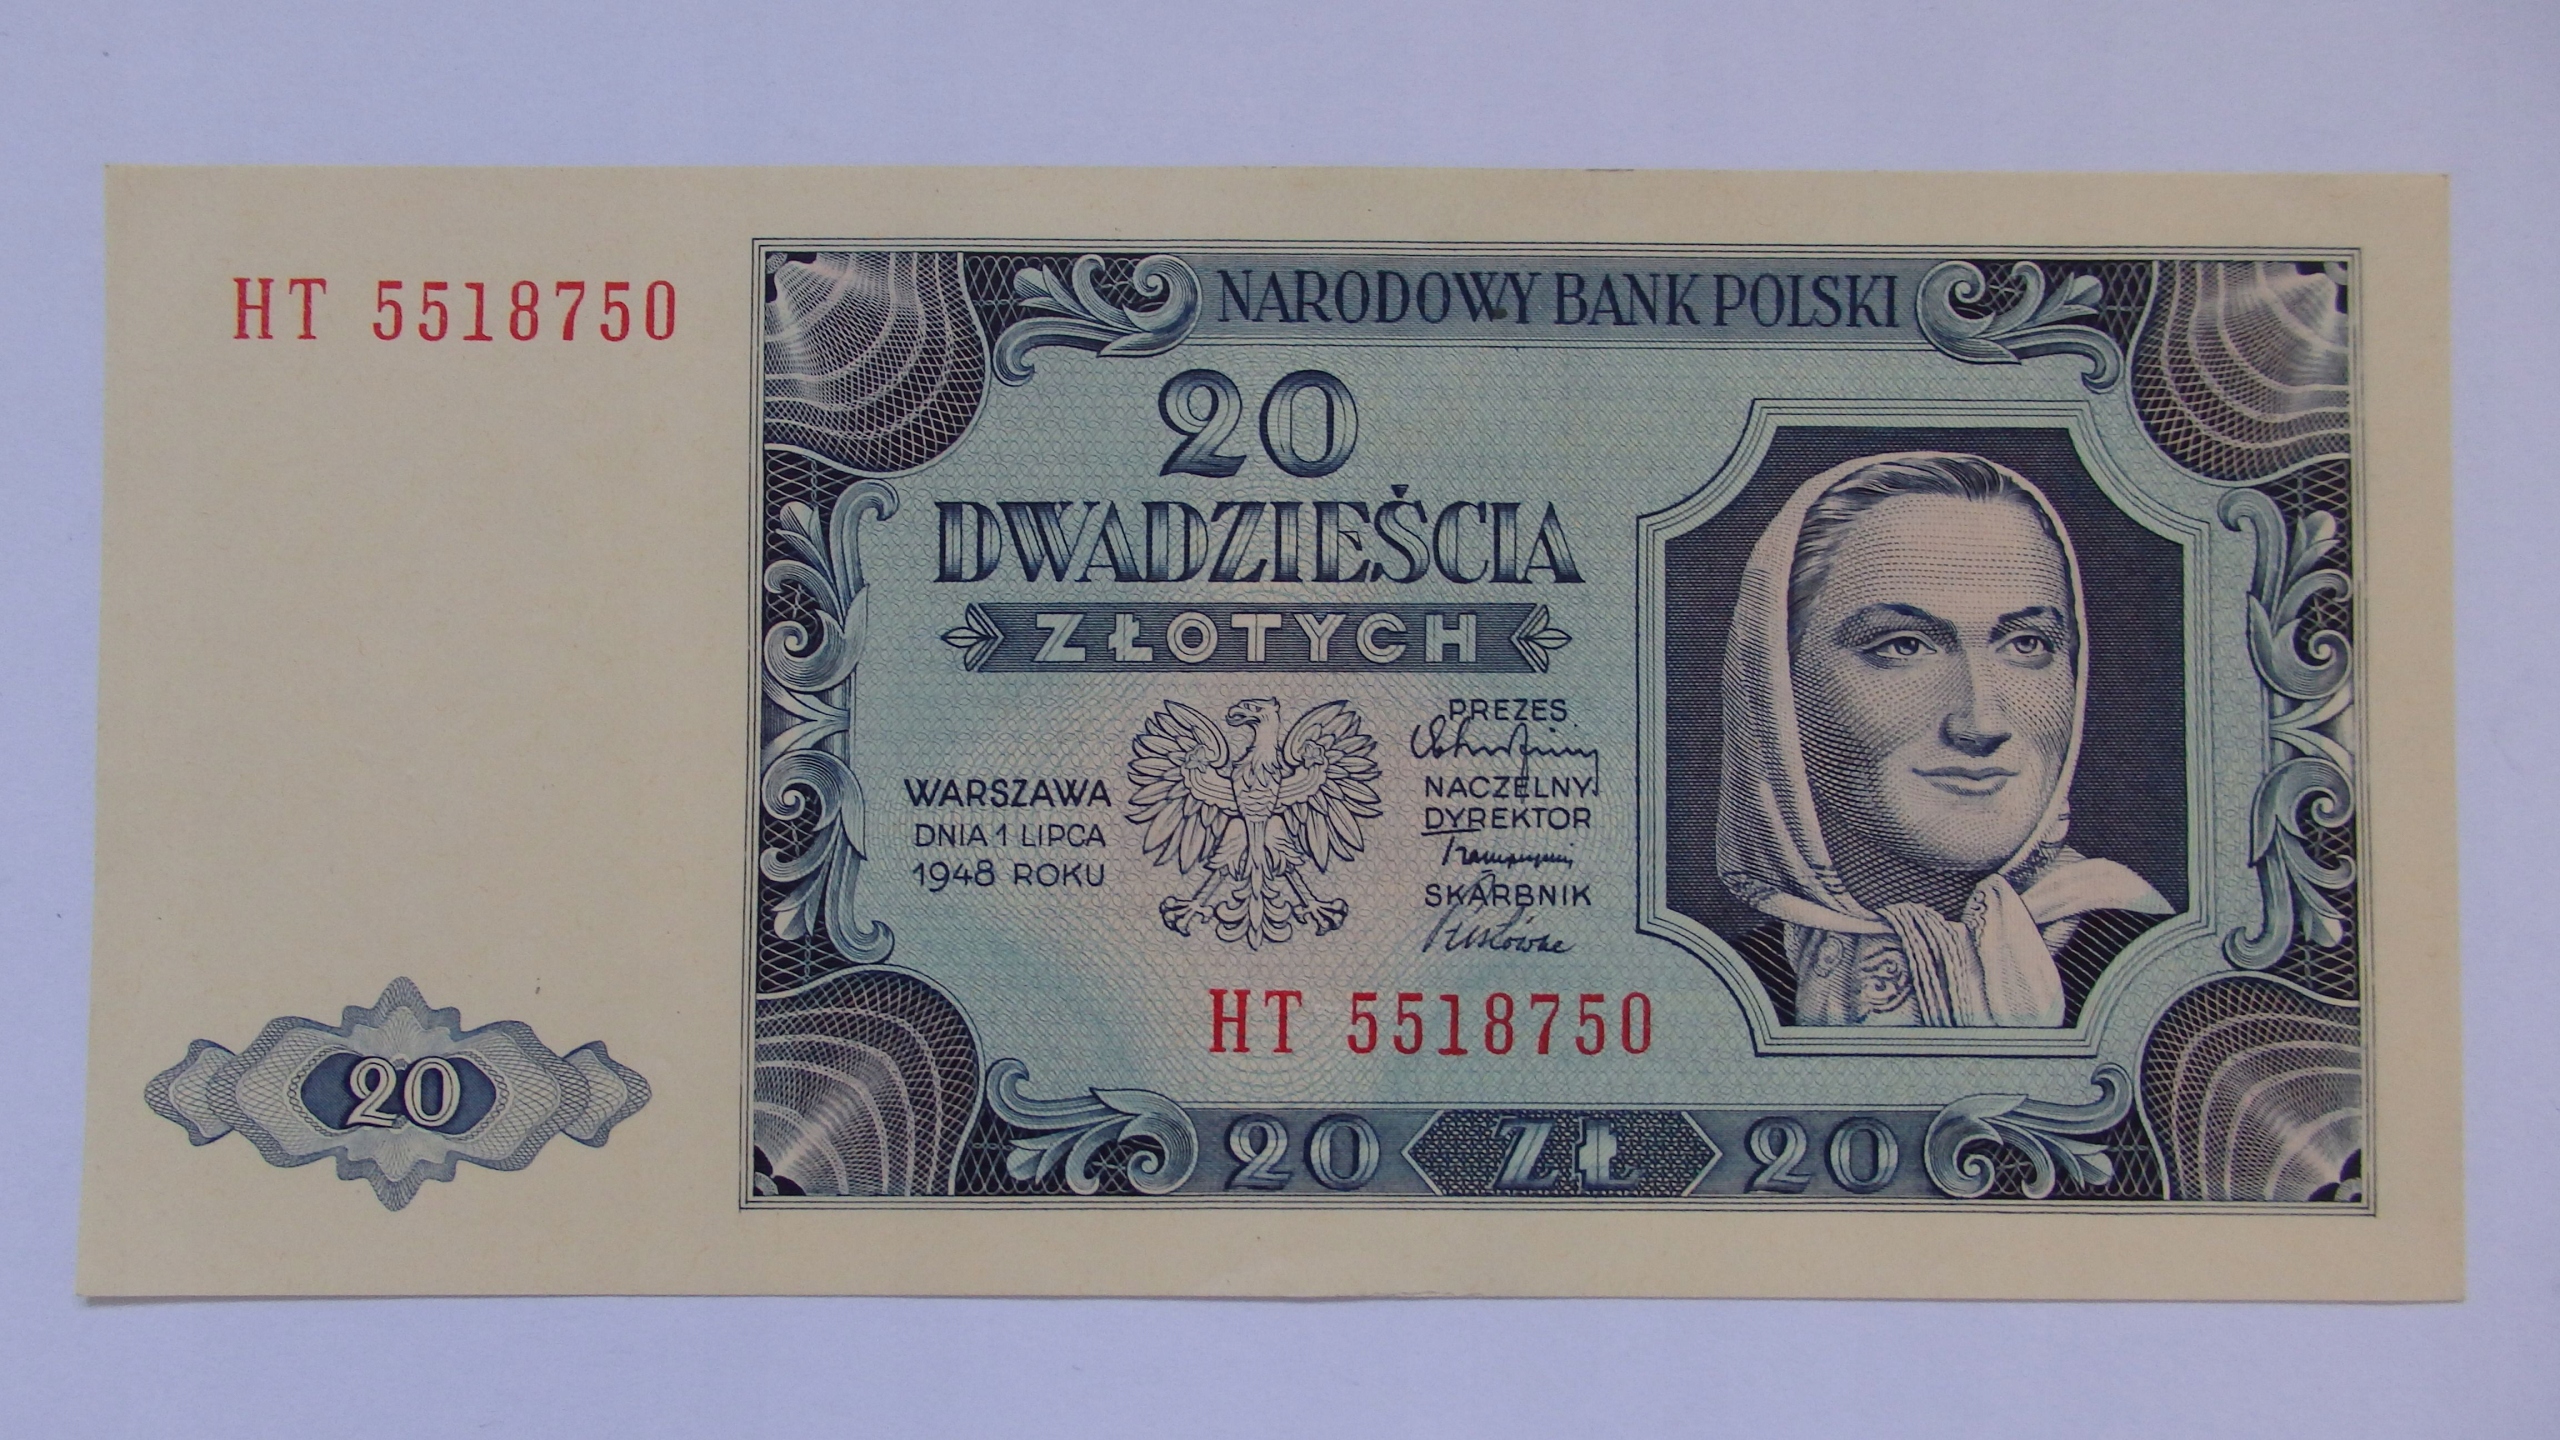 HT 5518750
NARODOWY BANK POLSKI
20
DWADZIEŚCIA
ZŁOTYCH
WARSZAWA
DNIA 1 LIPCA
1948 ROKU
PREZES
NACZELNY
DYREKTOR
SKARBNIK
HT 5518750
20
20 ZŁ 20